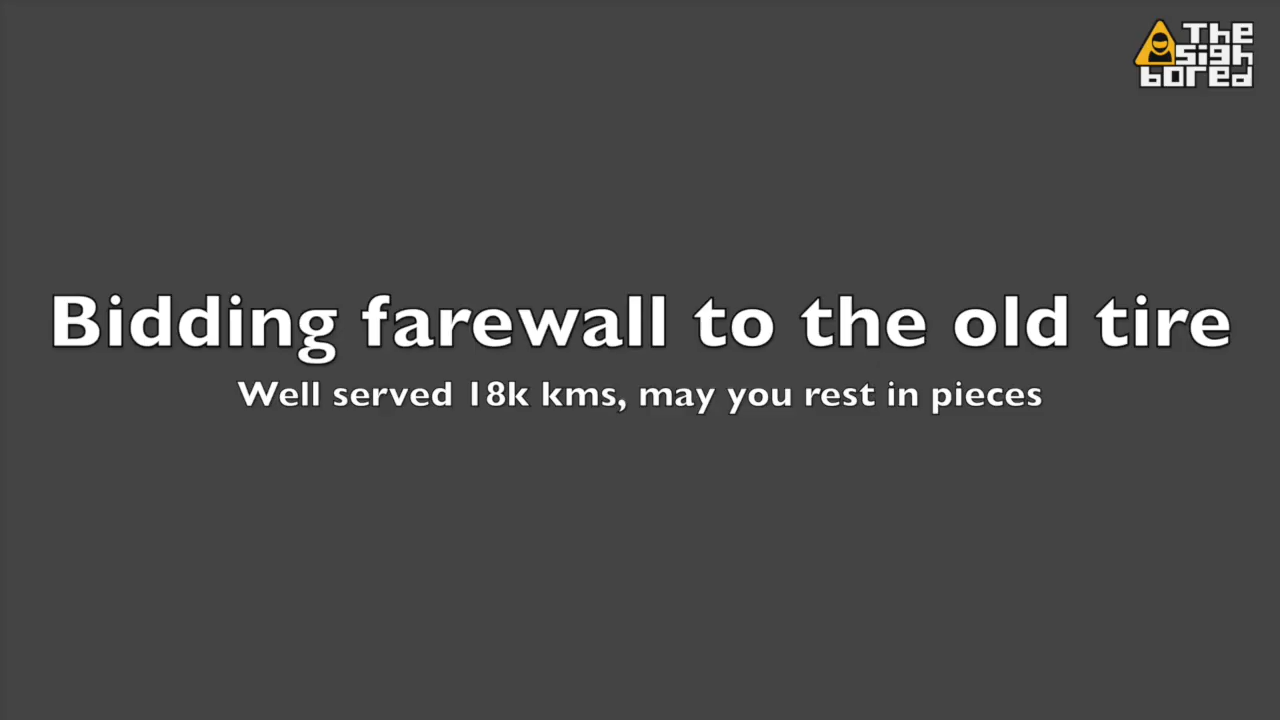 The
sigh
bored
Bidding farewall to the old tire
Well served 18k kms, may you rest in pieces